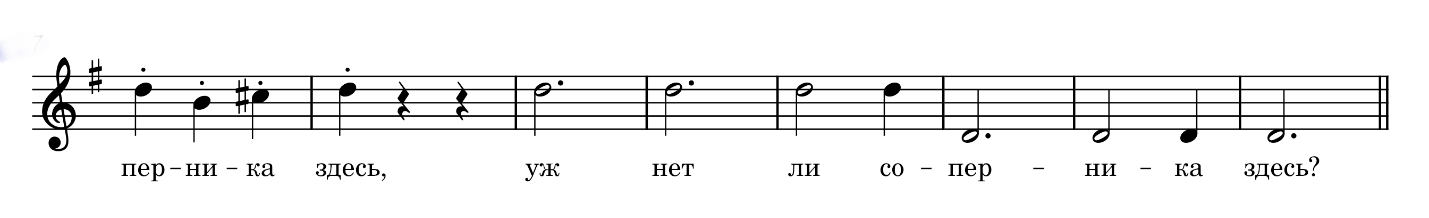 пер-ни-ка здесь, уж нет ли со-пер-ни-ка здесь?